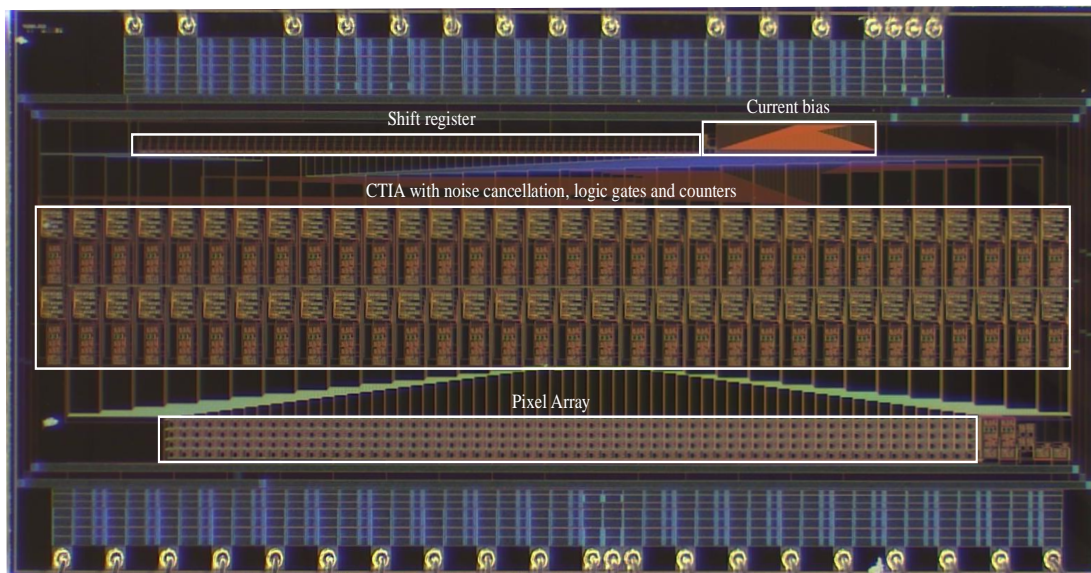 Shift register
Current bias
CTIA with noise cancellation, logic gates and counters
Pixel Array